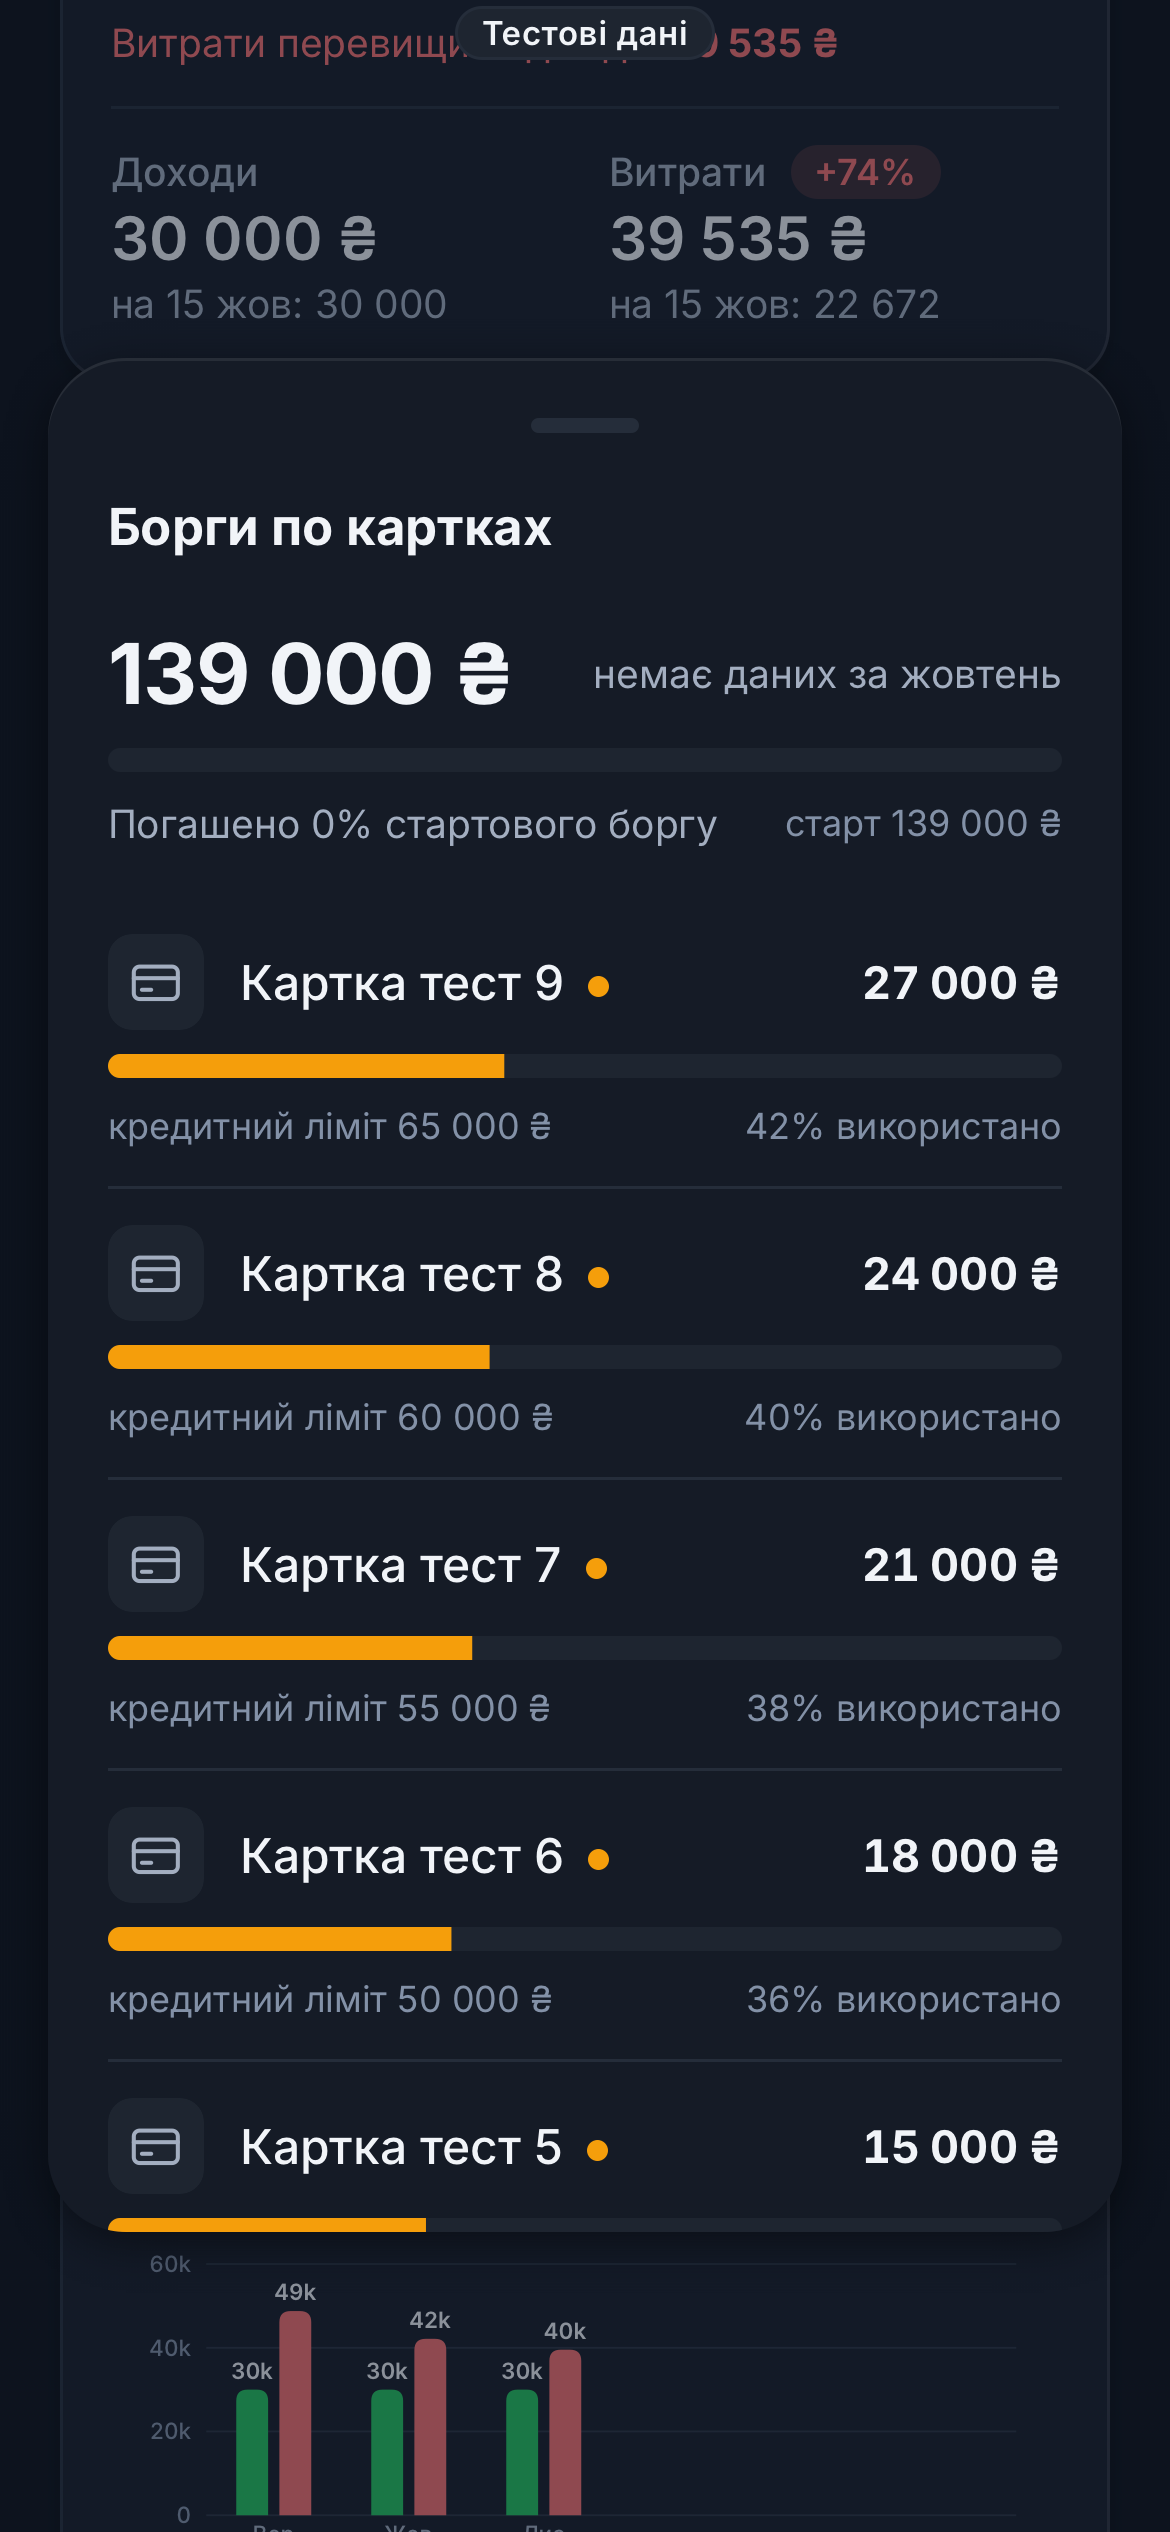 Тестові дані
Витрати 535 ₴
Доходи
Витрати +74%
30 000 ₴
39 535 ₴
на 15 жов: 30 000
на 15 жов: 22 672
Борги по картках
139 000 ₴
немає даних за жовтень
Погашено 0% стартового боргу
старт 139 000 ₴
Картка тест 9
27 000 ₴
кредитний ліміт 65 000 ₴
42% використано
Картка тест 8
24 000 ₴
кредитний ліміт 60 000 ₴
40% використано
Картка тест 7
21 000 ₴
кредитний ліміт 55 000 ₴
38% використано
Картка тест 6
18 000 ₴
кредитний ліміт 50 000 ₴
36% використано
Картка тест 5
15 000 ₴
60k
49k
42k
40k
40k
30k
30k
30k
20k
0